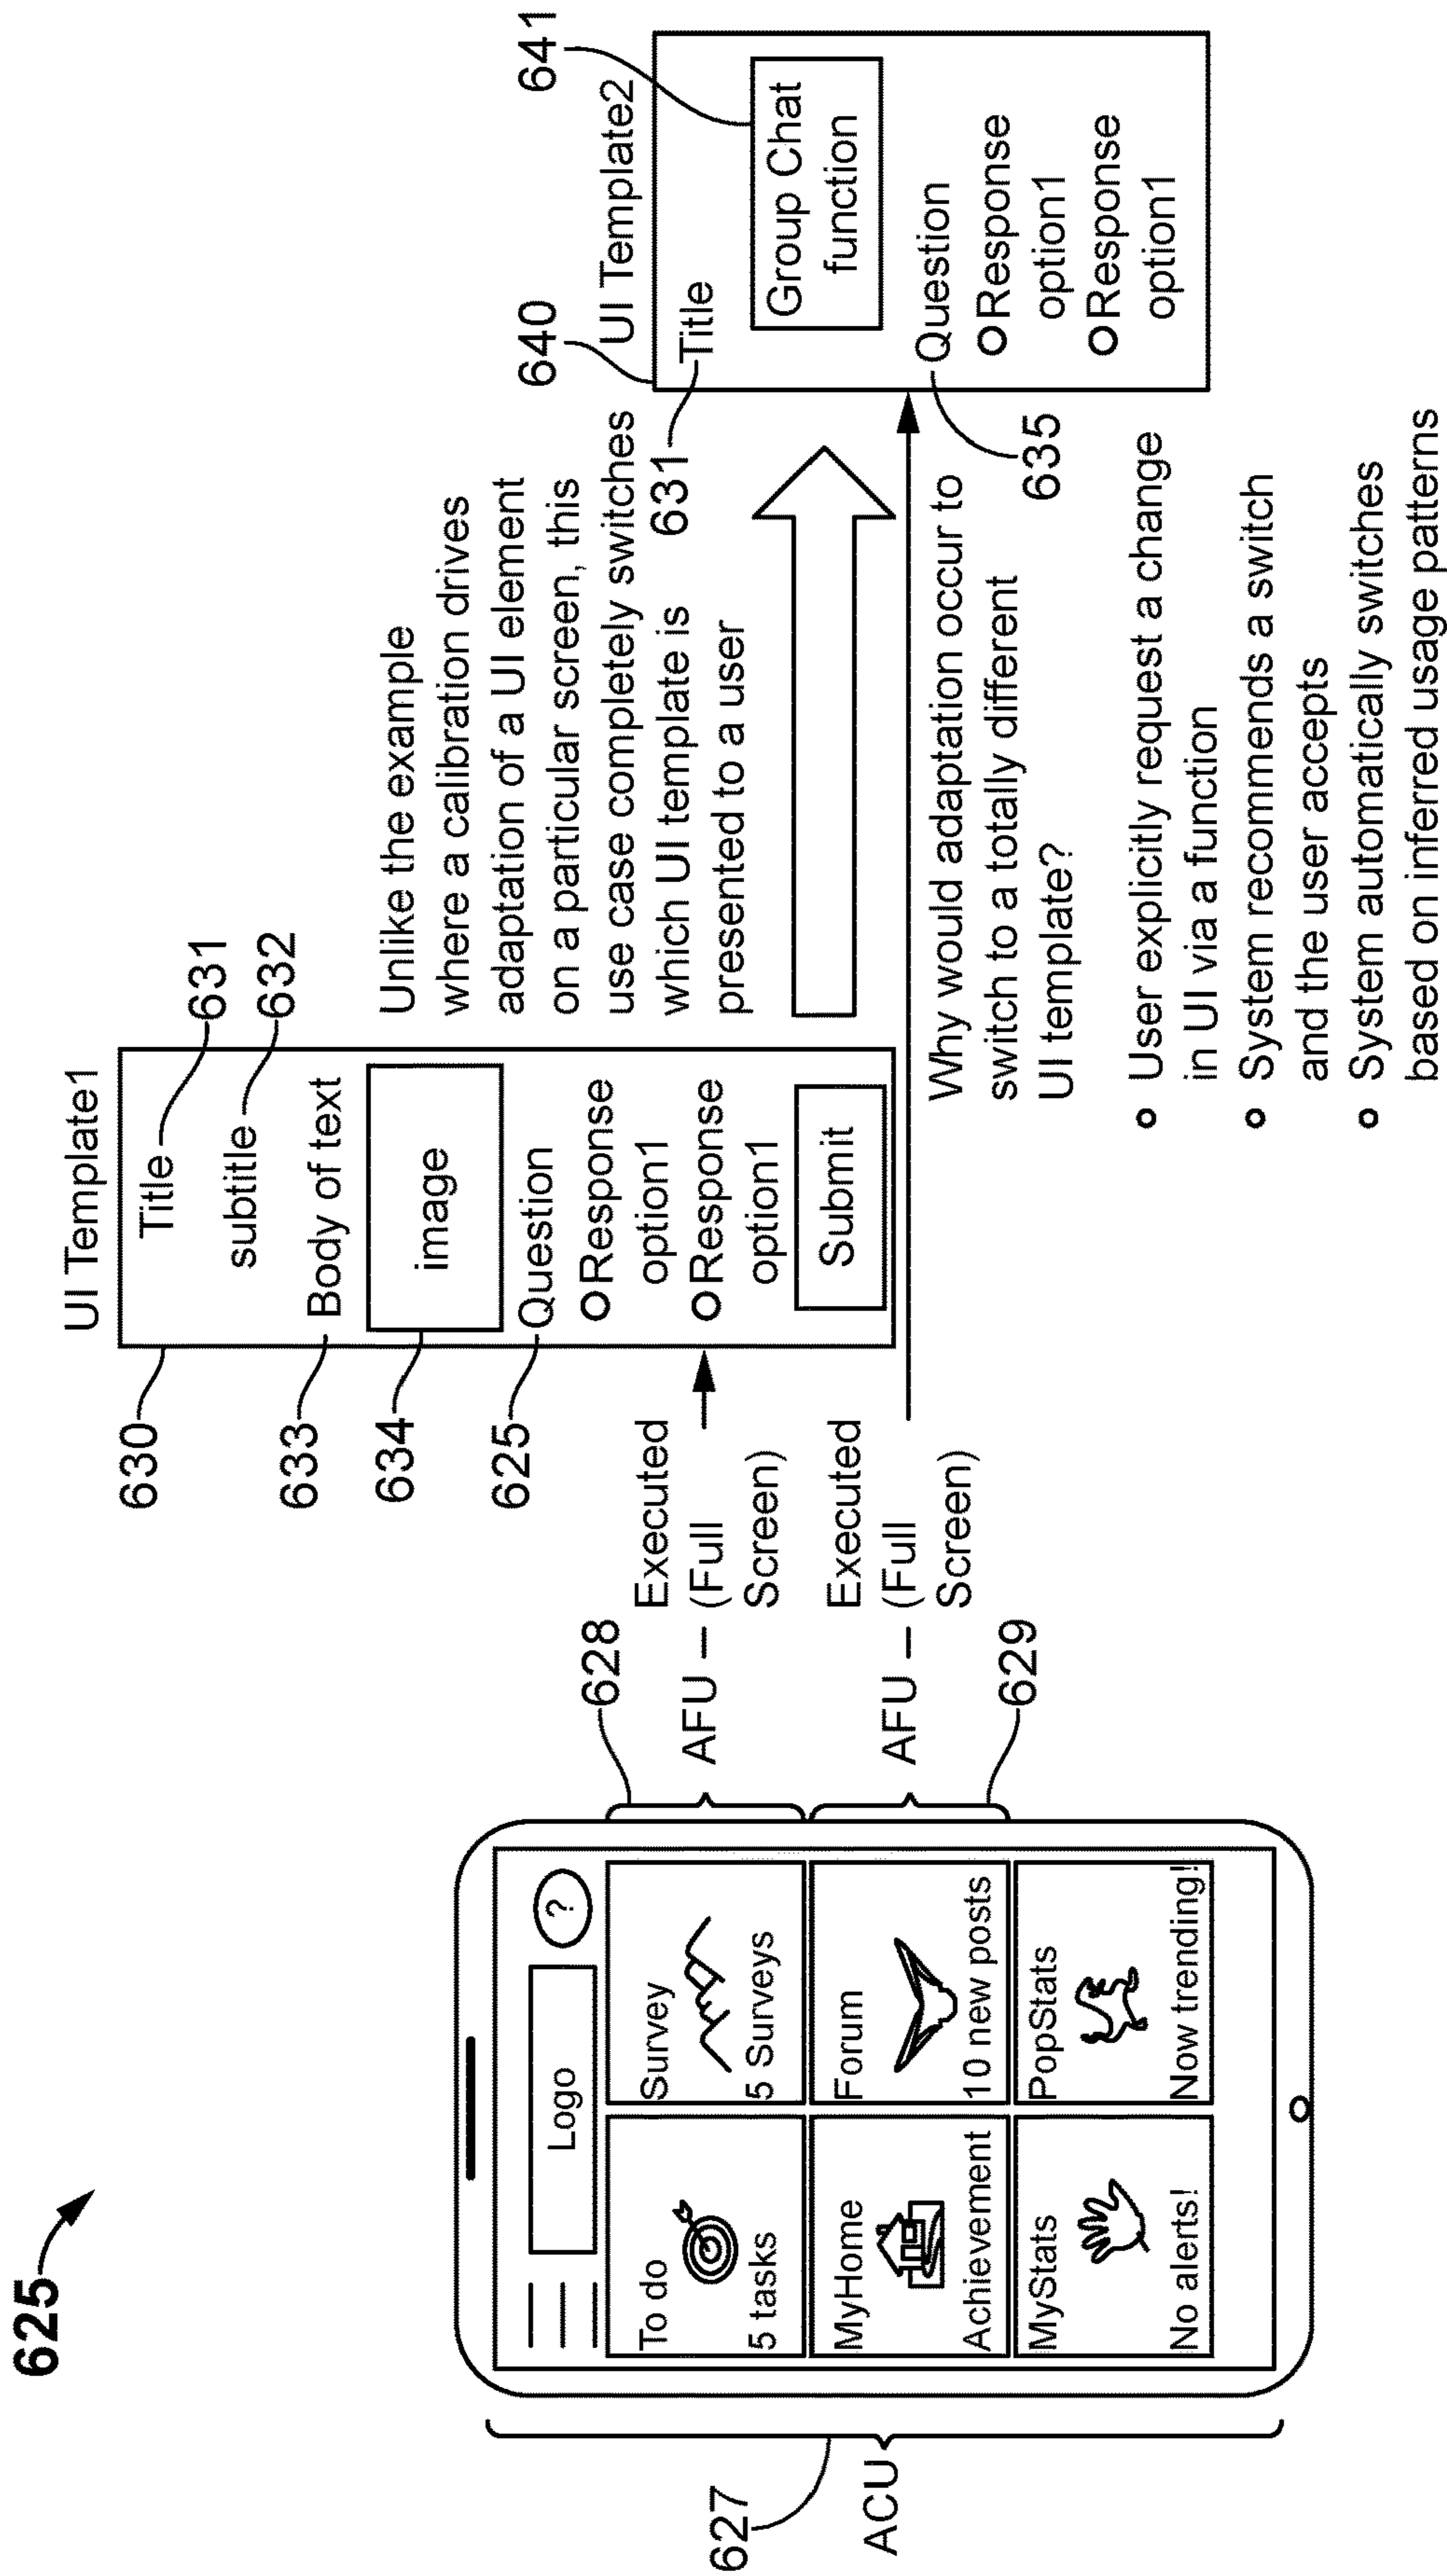 625
627
ACU
Logo
?
To do
5 tasks
Survey
5 Surveys
MyHome
Achievement
Forum
10 new posts
MyStats
No alerts!
PopStats
Now trending!
628
AFU
Executed
(Full
Screen)
AFU
Executed
(Full
Screen)
629
UI Template1
630
Title
631
subtitle
632
633
Body of text
634
image
625
Question
Response
option1
Response
option1
Submit
Unlike the example
where a calibration drives
adaptation of a UI element
on a particular screen, this
use case completely switches
which UI template is
presented to a user
Why would adaptation occur to
switch to a totally different
UI template?
User explicitly request a change
in UI via a function
System recommends a switch
and the user accepts
System automatically switches
based on inferred usage patterns
640
UI Template2
641
631
Title
Group Chat
function
635
Question
Response
option1
Response
option1